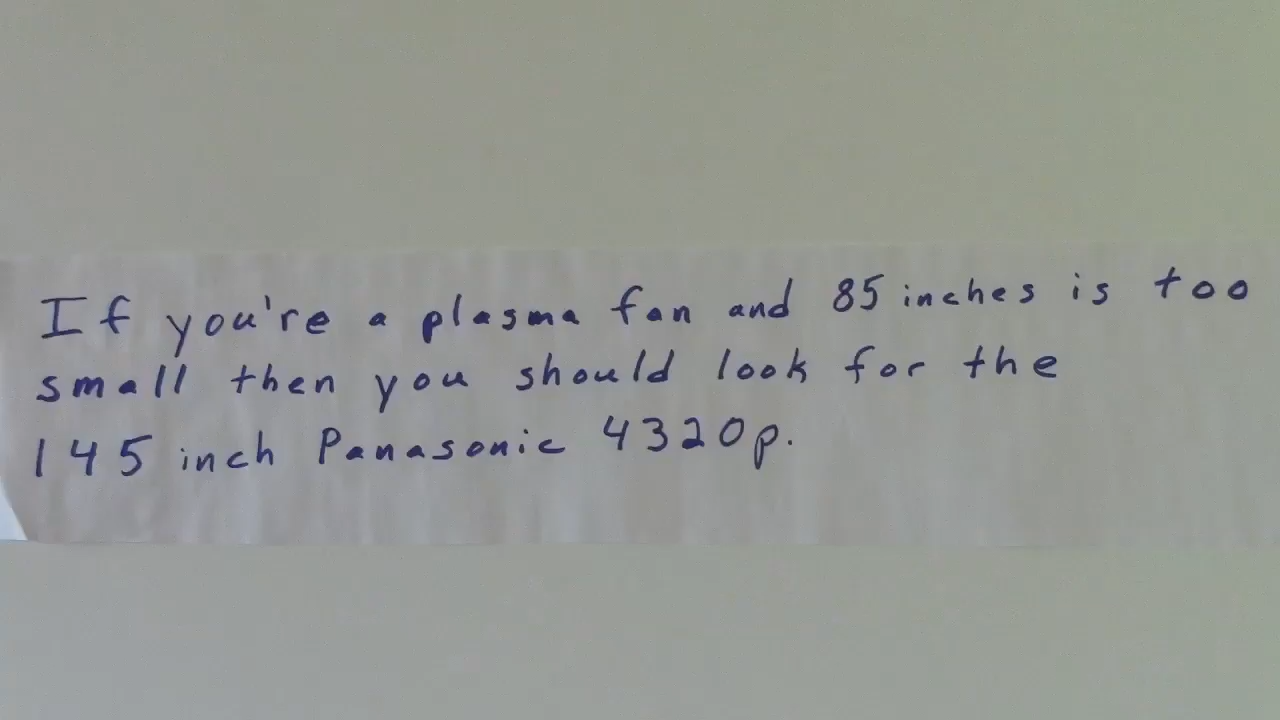 If you're a plasma fan and 85 inches is too
small then you should look for the
145 inch Panasonic 4320p.